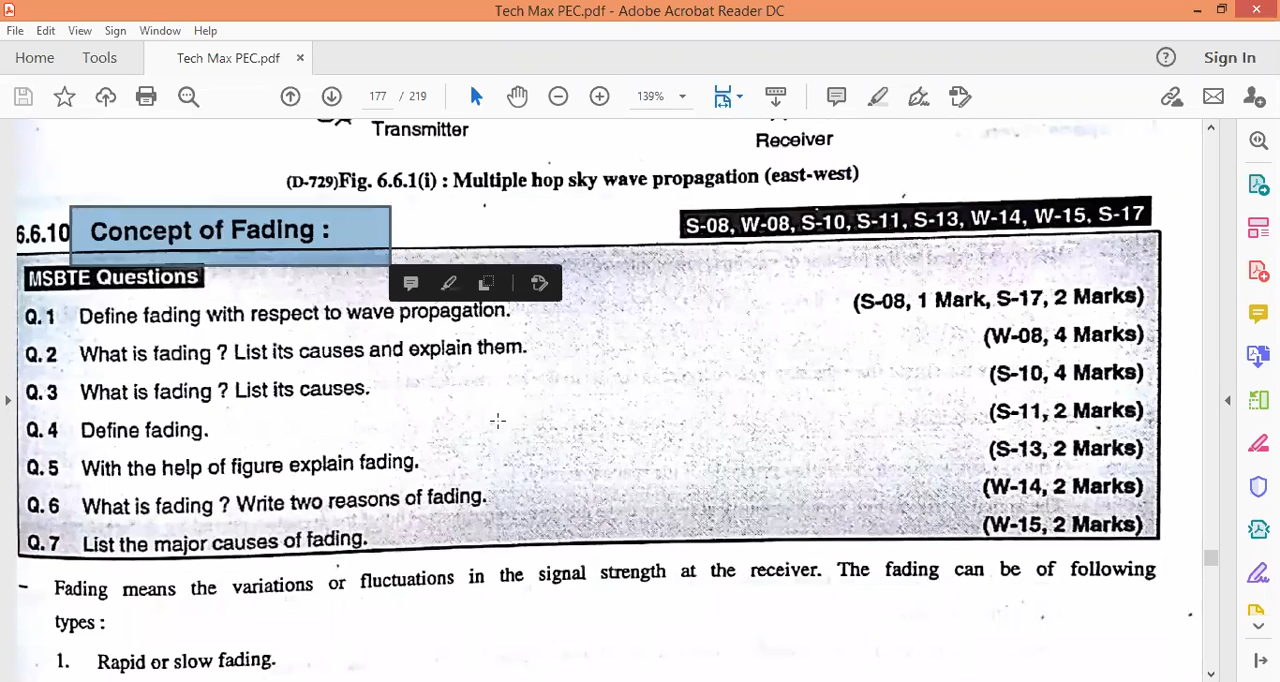 Tech Max PEC.pdf - Adobe Acrobat Reader DC
File Edit View Sign Window Help
Home Tools Tech Max PEC.pdf × Sign In
177 / 219 139%
Transmitter
Receiver
(D-729)Fig. 6.6.1(i) : Multiple hop sky wave propagation (east-west)
6.6.10 Concept of Fading : S-08, W-08, S-10, S-11, S-13, W-14, W-15, S-17
MSBTE Questions
Q. 1 Define fading with respect to wave propagation. (S-08, 1 Mark, S-17, 2 Marks)
Q. 2 What is fading ? List its causes and explain them. (W-08, 4 Marks)
Q. 3 What is fading ? List its causes. (S-10, 4 Marks)
Q. 4 Define fading. (S-11, 2 Marks)
Q. 5 With the help of figure explain fading. (S-13, 2 Marks)
Q. 6 What is fading ? Write two reasons of fading. (W-14, 2 Marks)
Q. 7 List the major causes of fading. (W-15, 2 Marks)
– Fading means the variations or fluctuations in the signal strength at the receiver. The fading can be of following
types :
1. Rapid or slow fading.